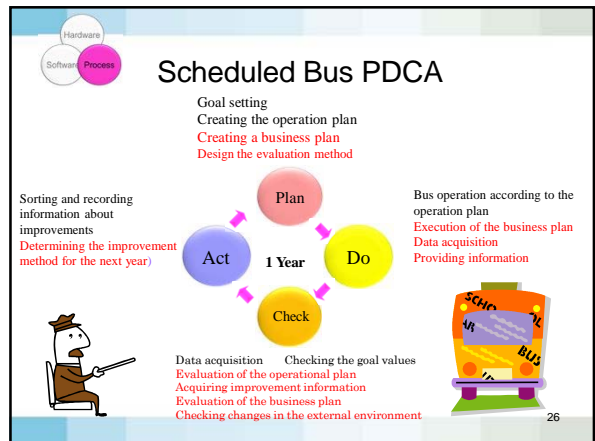 Hardware
Software
Process
Scheduled Bus PDCA
Goal setting
Creating the operation plan
Creating a business plan
Design the evaluation method
Plan
Sorting and recording
information about
improvements
Determining the improvement
method for the next year)
Act
1 Year
Do
Bus operation according to the
operation plan
Execution of the business plan
Data acquisition
Providing information
Check
Data acquisition Checking the goal values
Evaluation of the operational plan
Acquiring improvement information
Evaluation of the business plan
Checking changes in the external environment
BUS
26